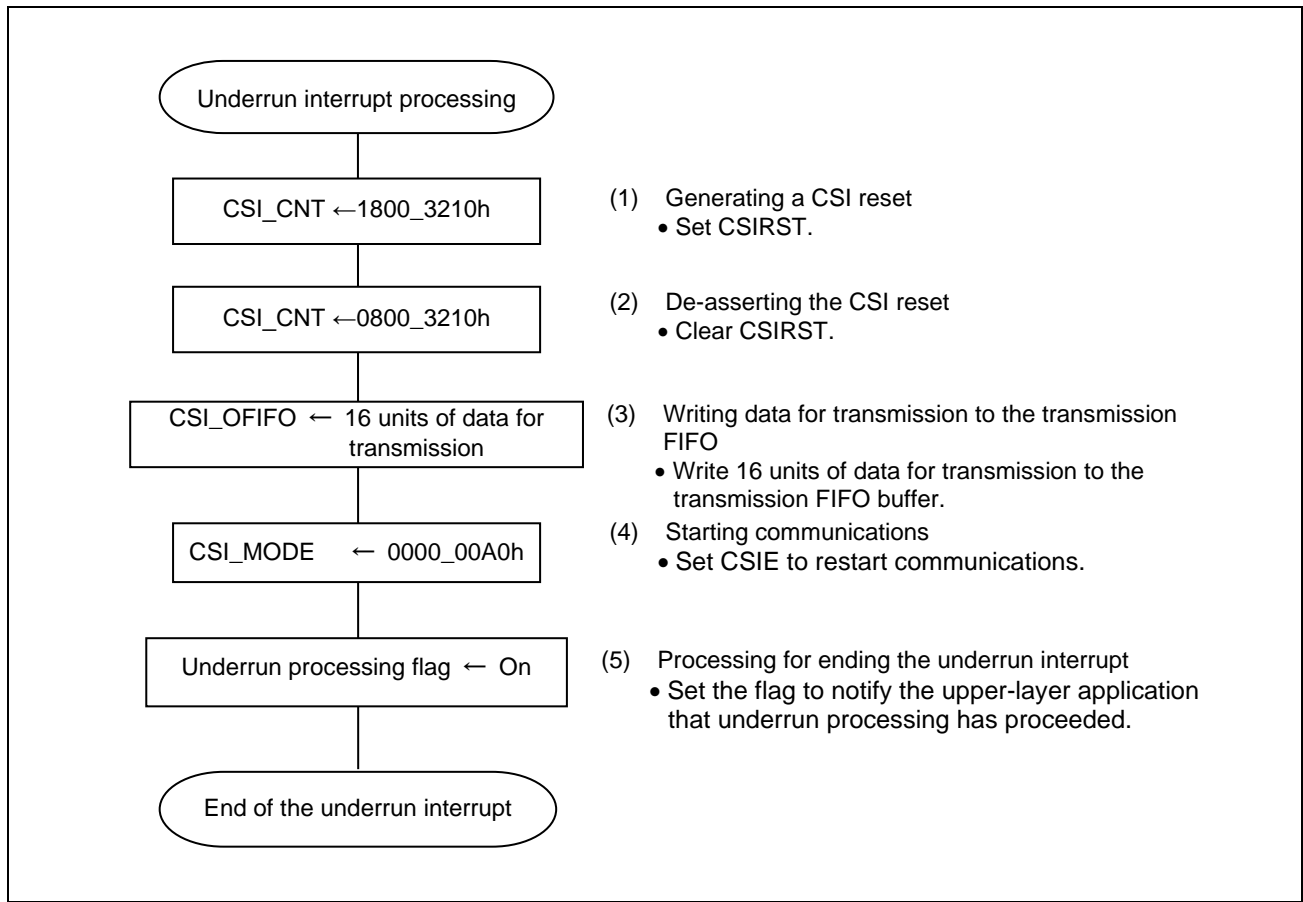 Underrun interrupt processing
CSI_CNT ←1800_3210h
(1) Generating a CSI reset
• Set CSIRST.
CSI_CNT ←0800_3210h
(2) De-asserting the CSI reset
• Clear CSIRST.
CSI_OFIFO ← 16 units of data for
transmission
(3) Writing data for transmission to the transmission
FIFO
• Write 16 units of data for transmission to the
transmission FIFO buffer.
CSI_MODE ← 0000_00A0h
(4) Starting communications
• Set CSIE to restart communications.
Underrun processing flag ← On
(5) Processing for ending the underrun interrupt
• Set the flag to notify the upper-layer application
that underrun processing has proceeded.
End of the underrun interrupt